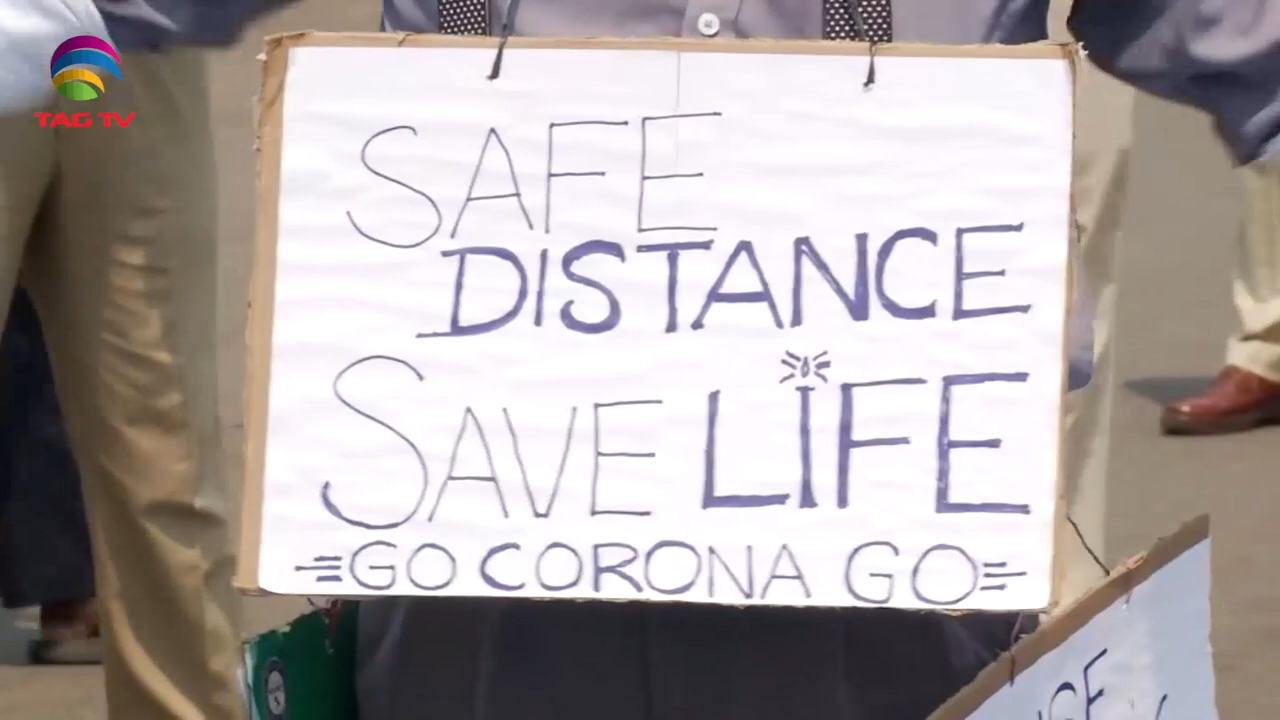 TAG TV
SAFE
DISTANCE
SAVE LIFE
GO CORONA GO